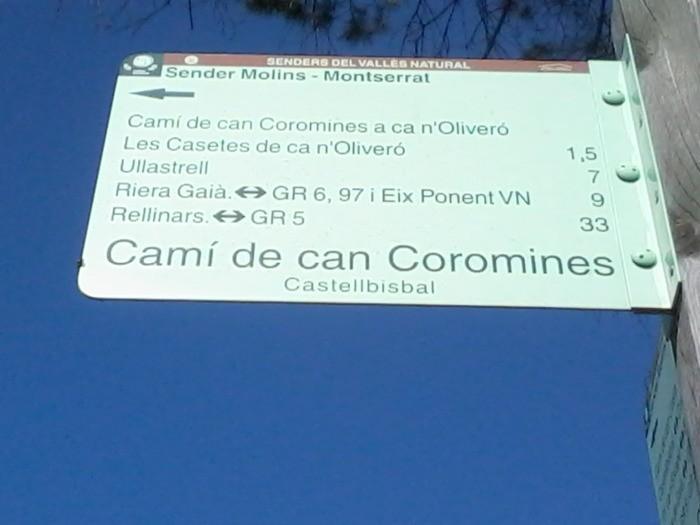 SENDERS DEL VALLÈS NATURAL
Sender Molins - Montserrat
Camí de can Coromines a ca n'Oliveró
Les Casetes de ca n'Oliveró 1,5
Ullastrell 7
Riera Gaià. ↔ GR 6, 97 i Eix Ponent VN 9
Rellinars. ↔ GR 5 33
Camí de can Coromines
Castellbisbal